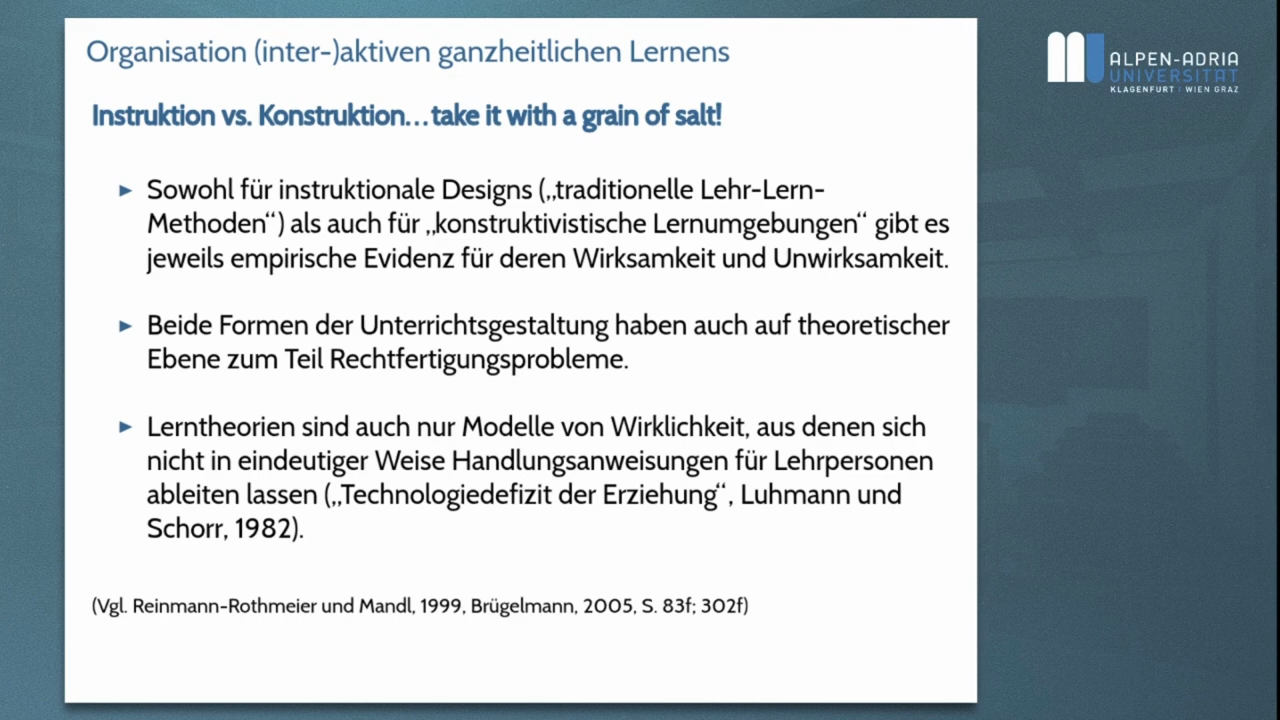 Organisation (inter-)aktiven ganzheitlichen Lernens
Instruktion vs. Konstruktion…take it with a grain of salt!
► Sowohl für instruktionale Designs („traditionelle Lehr-Lern-
Methoden“) als auch für „konstruktivistische Lernumgebungen“ gibt es
jeweils empirische Evidenz für deren Wirksamkeit und Unwirksamkeit.
► Beide Formen der Unterrichtsgestaltung haben auch auf theoretischer
Ebene zum Teil Rechtfertigungsprobleme.
► Lerntheorien sind auch nur Modelle von Wirklichkeit, aus denen sich
nicht in eindeutiger Weise Handlungsanweisungen für Lehrpersonen
ableiten lassen („Technologiedefizit der Erziehung“, Luhmann und
Schorr, 1982).
(Vgl. Reinmann-Rothmeier und Mandl, 1999, Brügelmann, 2005, S. 83f; 302f)
ALPEN-ADRIA
UNIVERSITÄT
KLAGENFURT | WIEN GRAZ